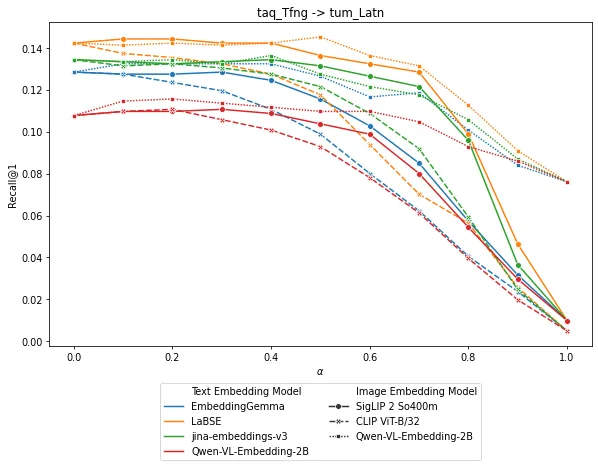 taq_Tfng -> tum_Latn
0.14
0.12
0.10
0.08
0.06
0.04
0.02
0.00
Recall@1
0.0 0.2 0.4 0.6 0.8 1.0
α
Text Embedding Model Image Embedding Model
EmbeddingGemma SigLIP 2 So400m
LaBSE CLIP ViT-B/32
jina-embeddings-v3 Qwen-VL-Embedding-2B
Qwen-VL-Embedding-2B